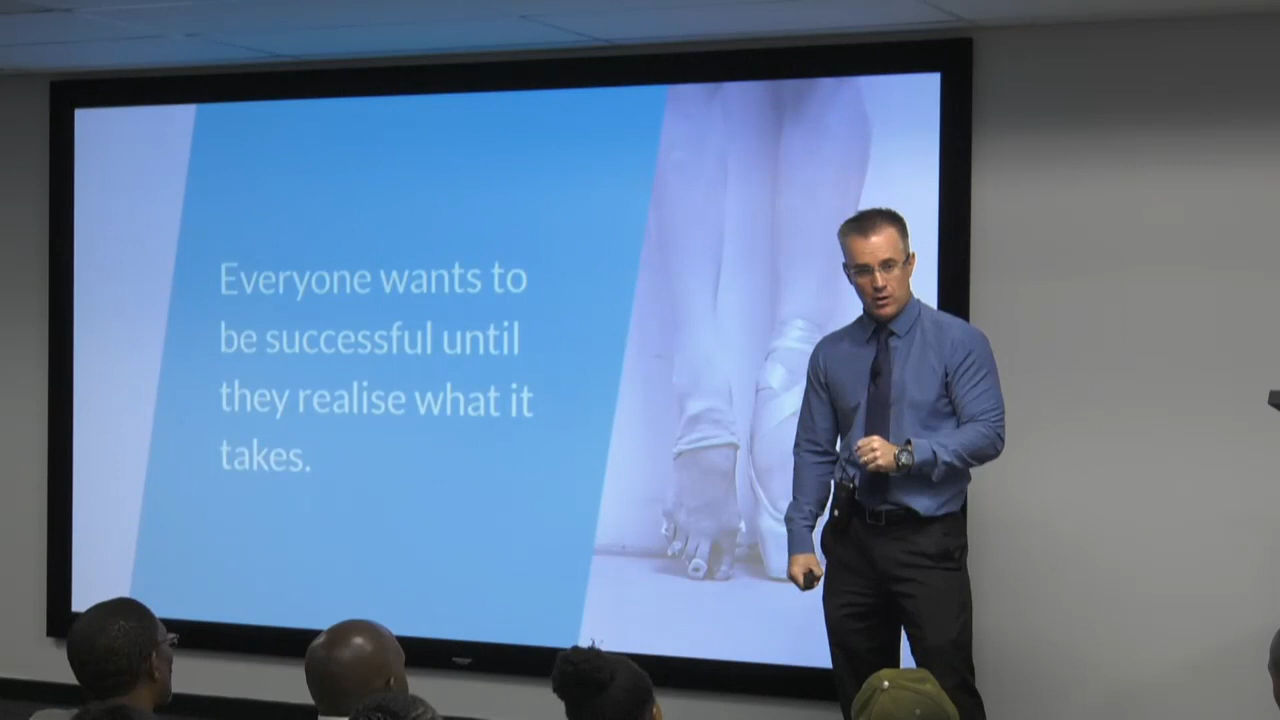 Everyone wants to
be successful until
they realise what it
takes.